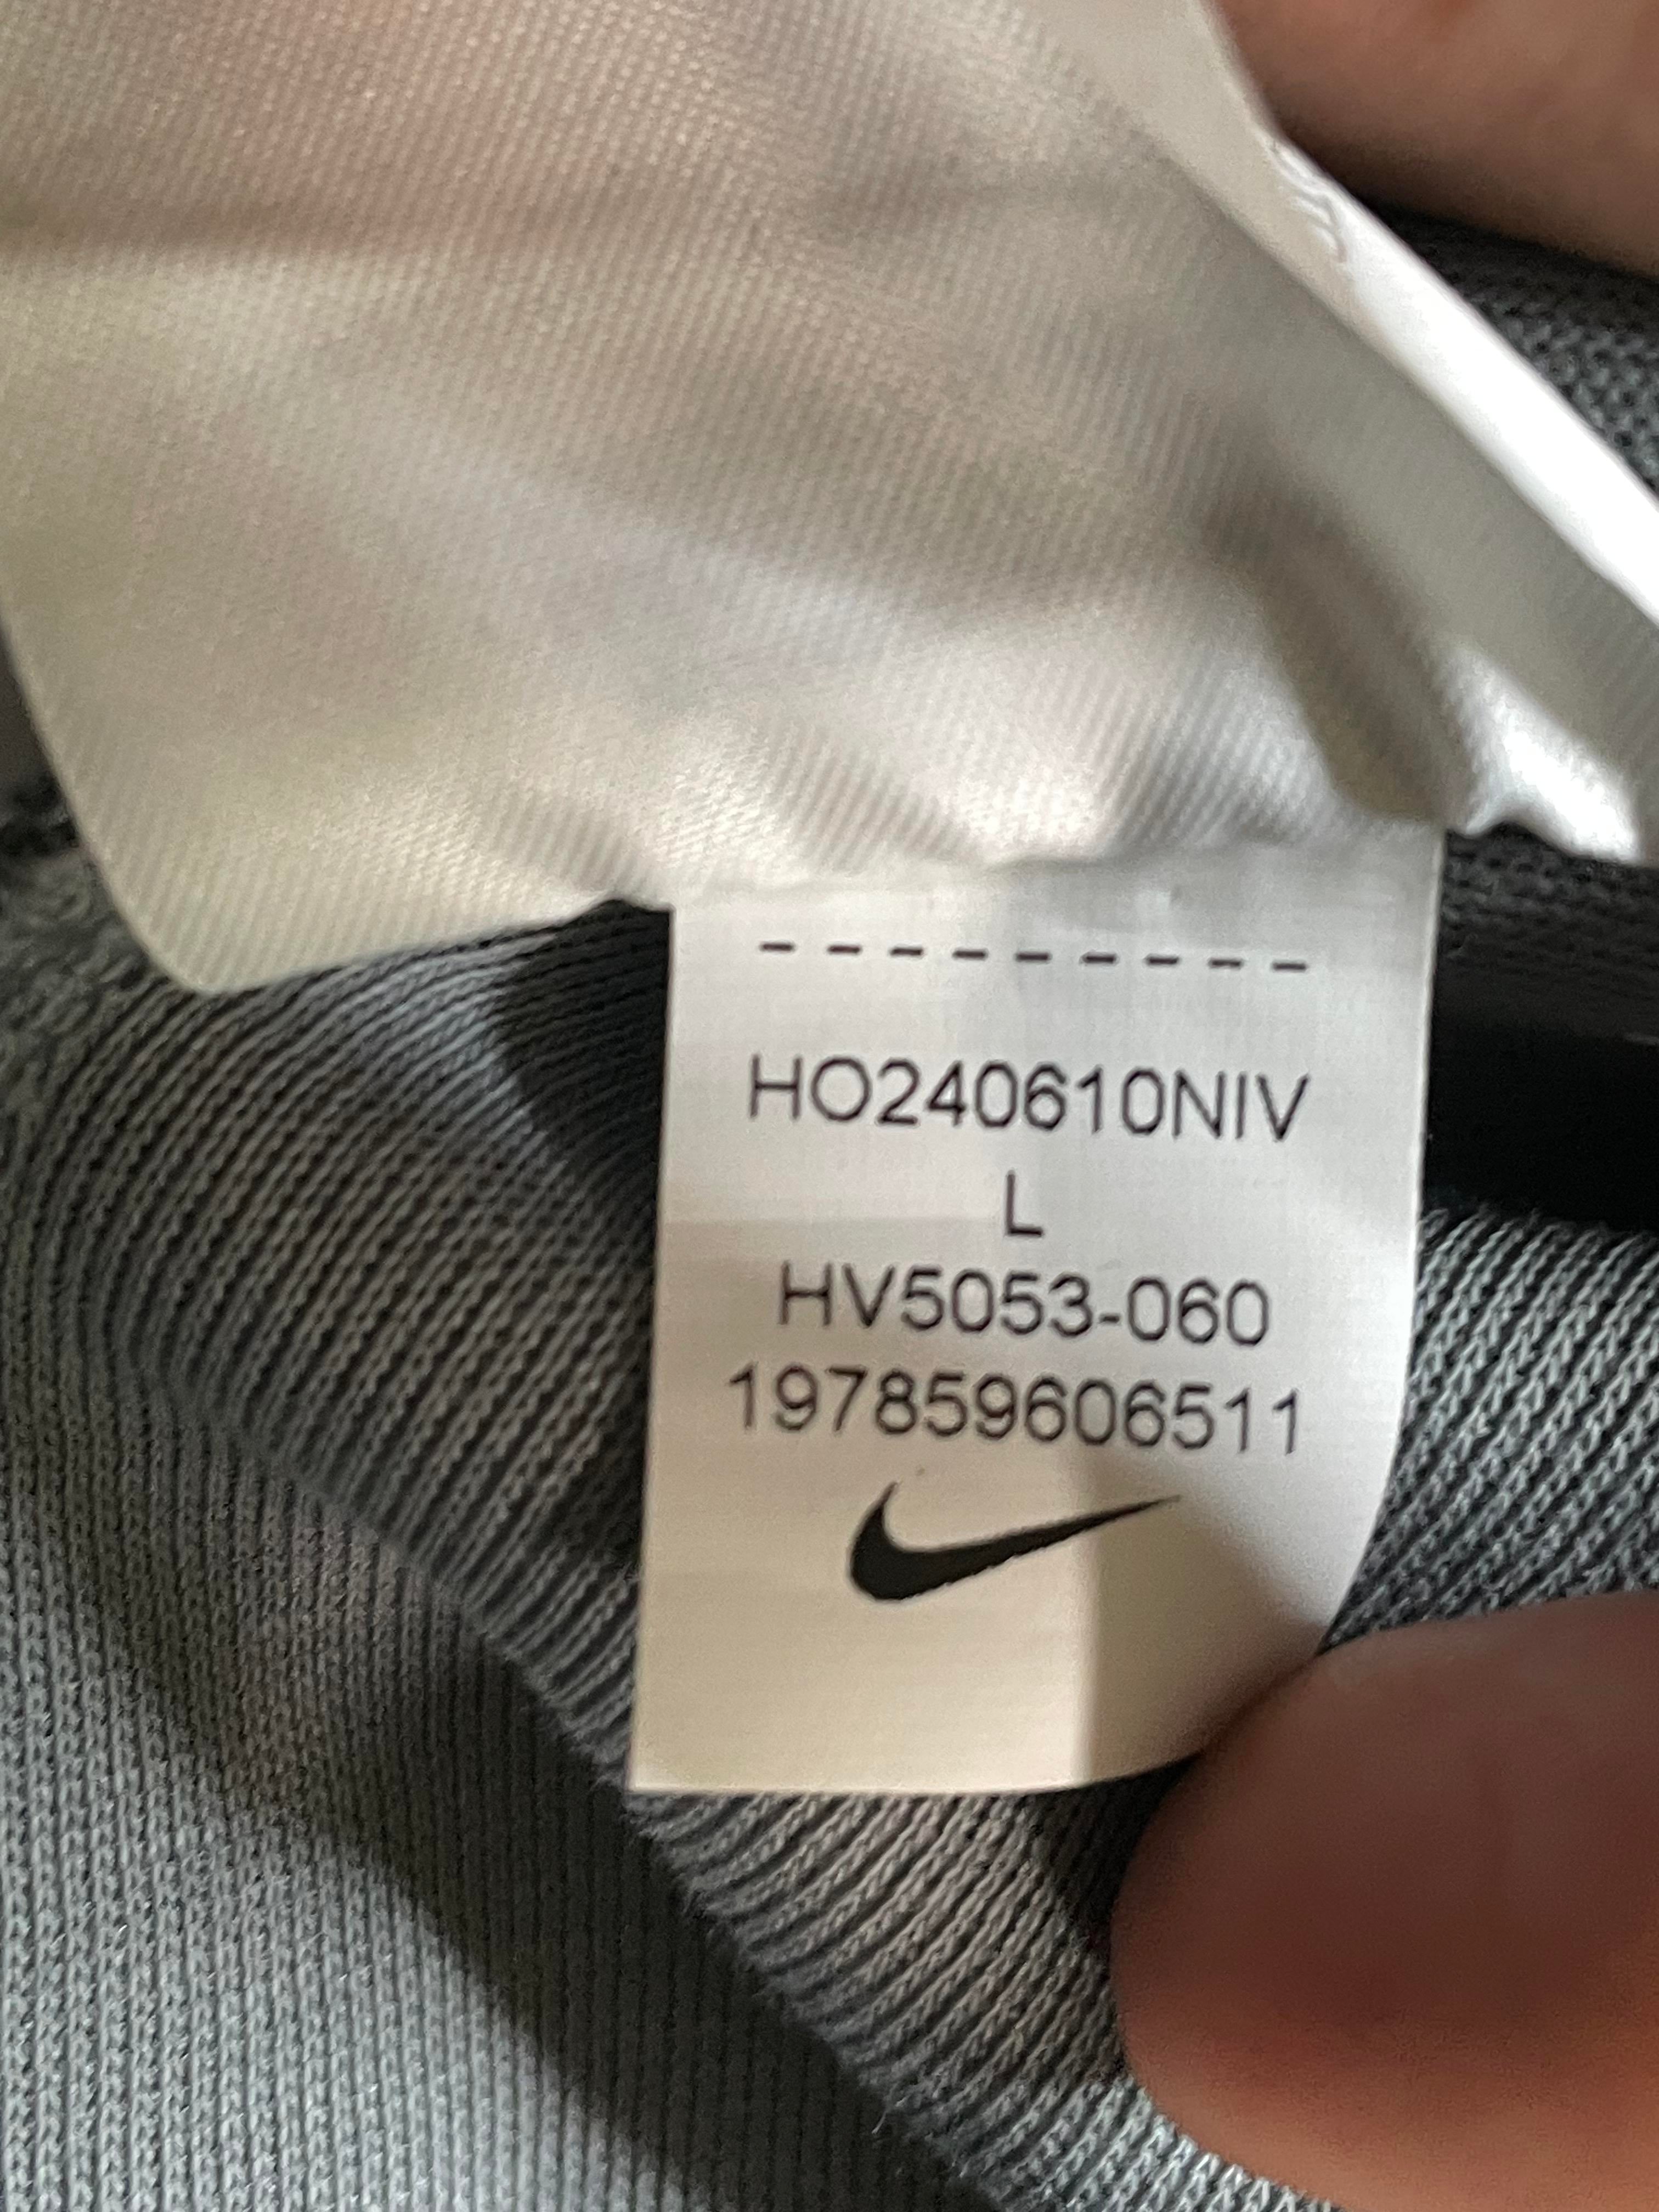 ---------
HO240610NIV
L
HV5053-060
197859606511